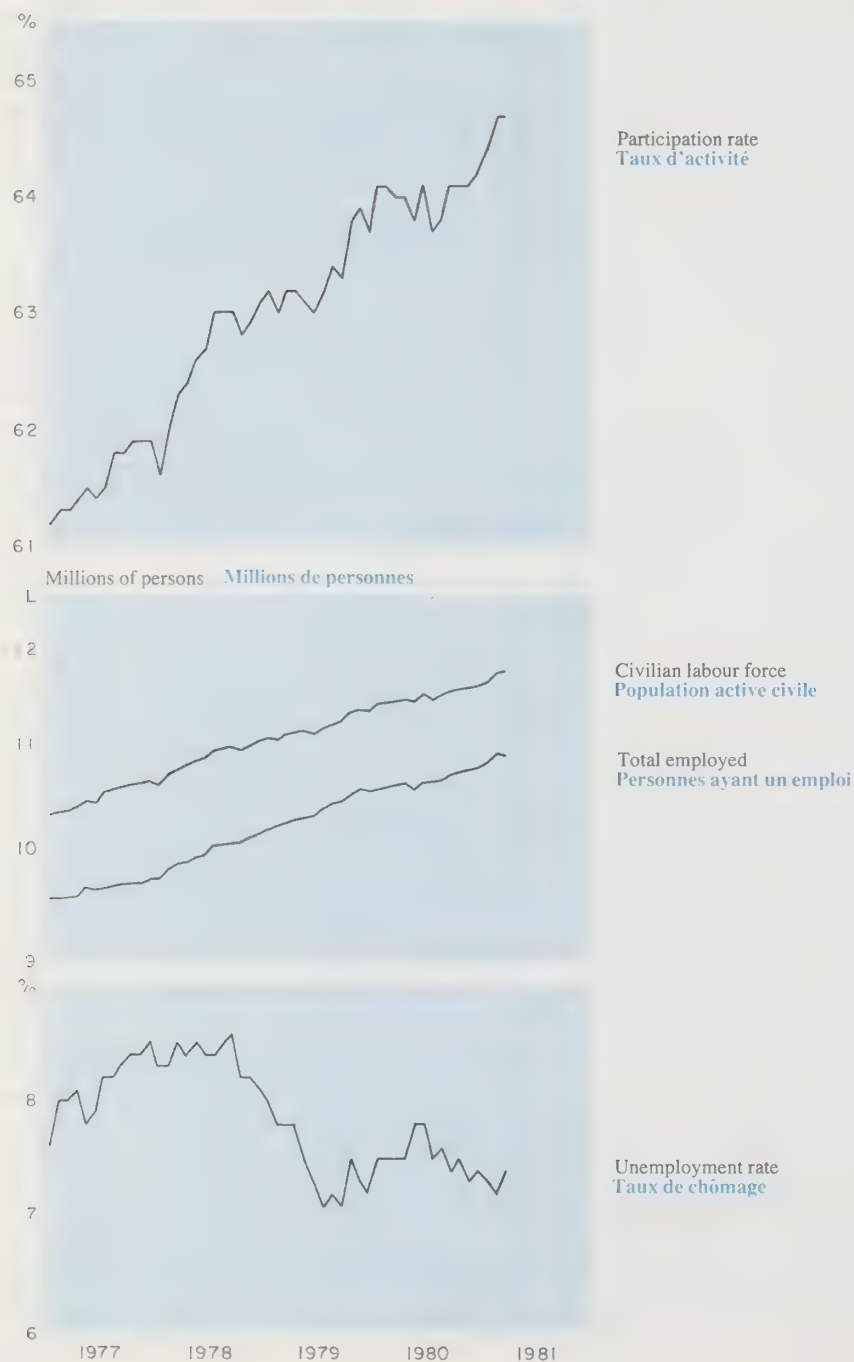 %
65
Participation rate
Taux d'activité
64
63
62
61
Millions of persons Millions de personnes
L
12
Civilian labour force
Population active civile
11
Total employed
Personnes ayant un emploi
10
9
%
8
Unemployment rate
Taux de chômage
7
6
1977 1978 1979 1980 1981